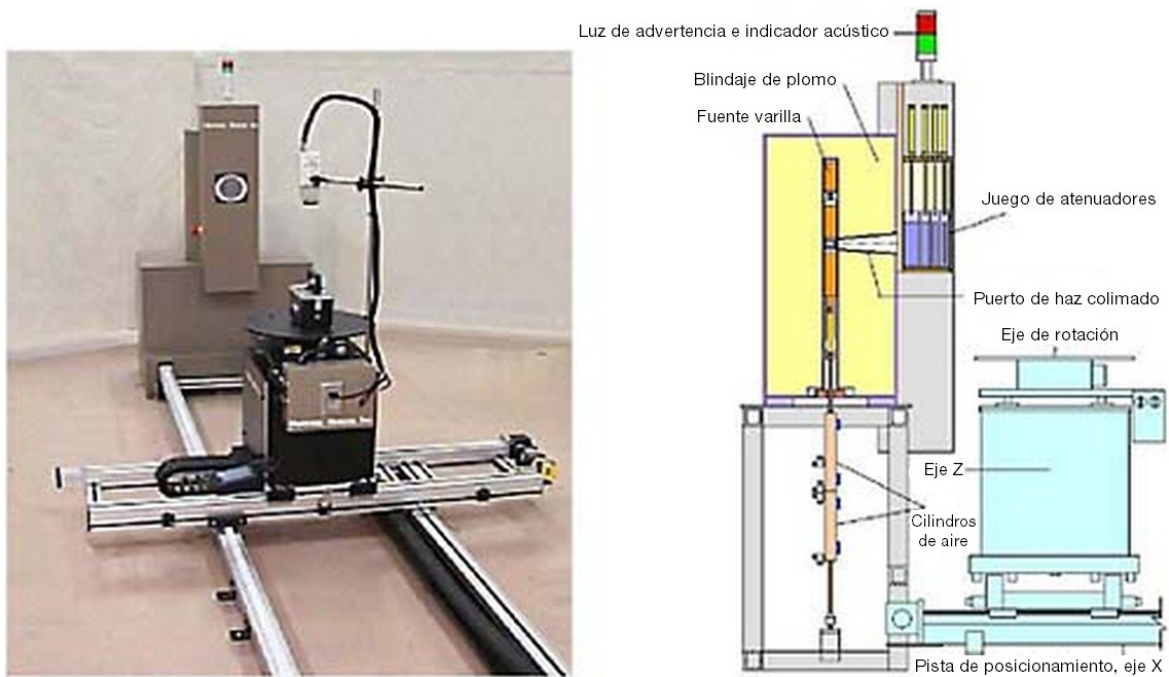 Luz de advertencia e indicador acústico
Blindaje de plomo
Fuente varilla
Juego de atenuadores
Puerto de haz colimado
Eje de rotación
Eje Z
Cilindros
de aire
Pista de posicionamiento, eje X